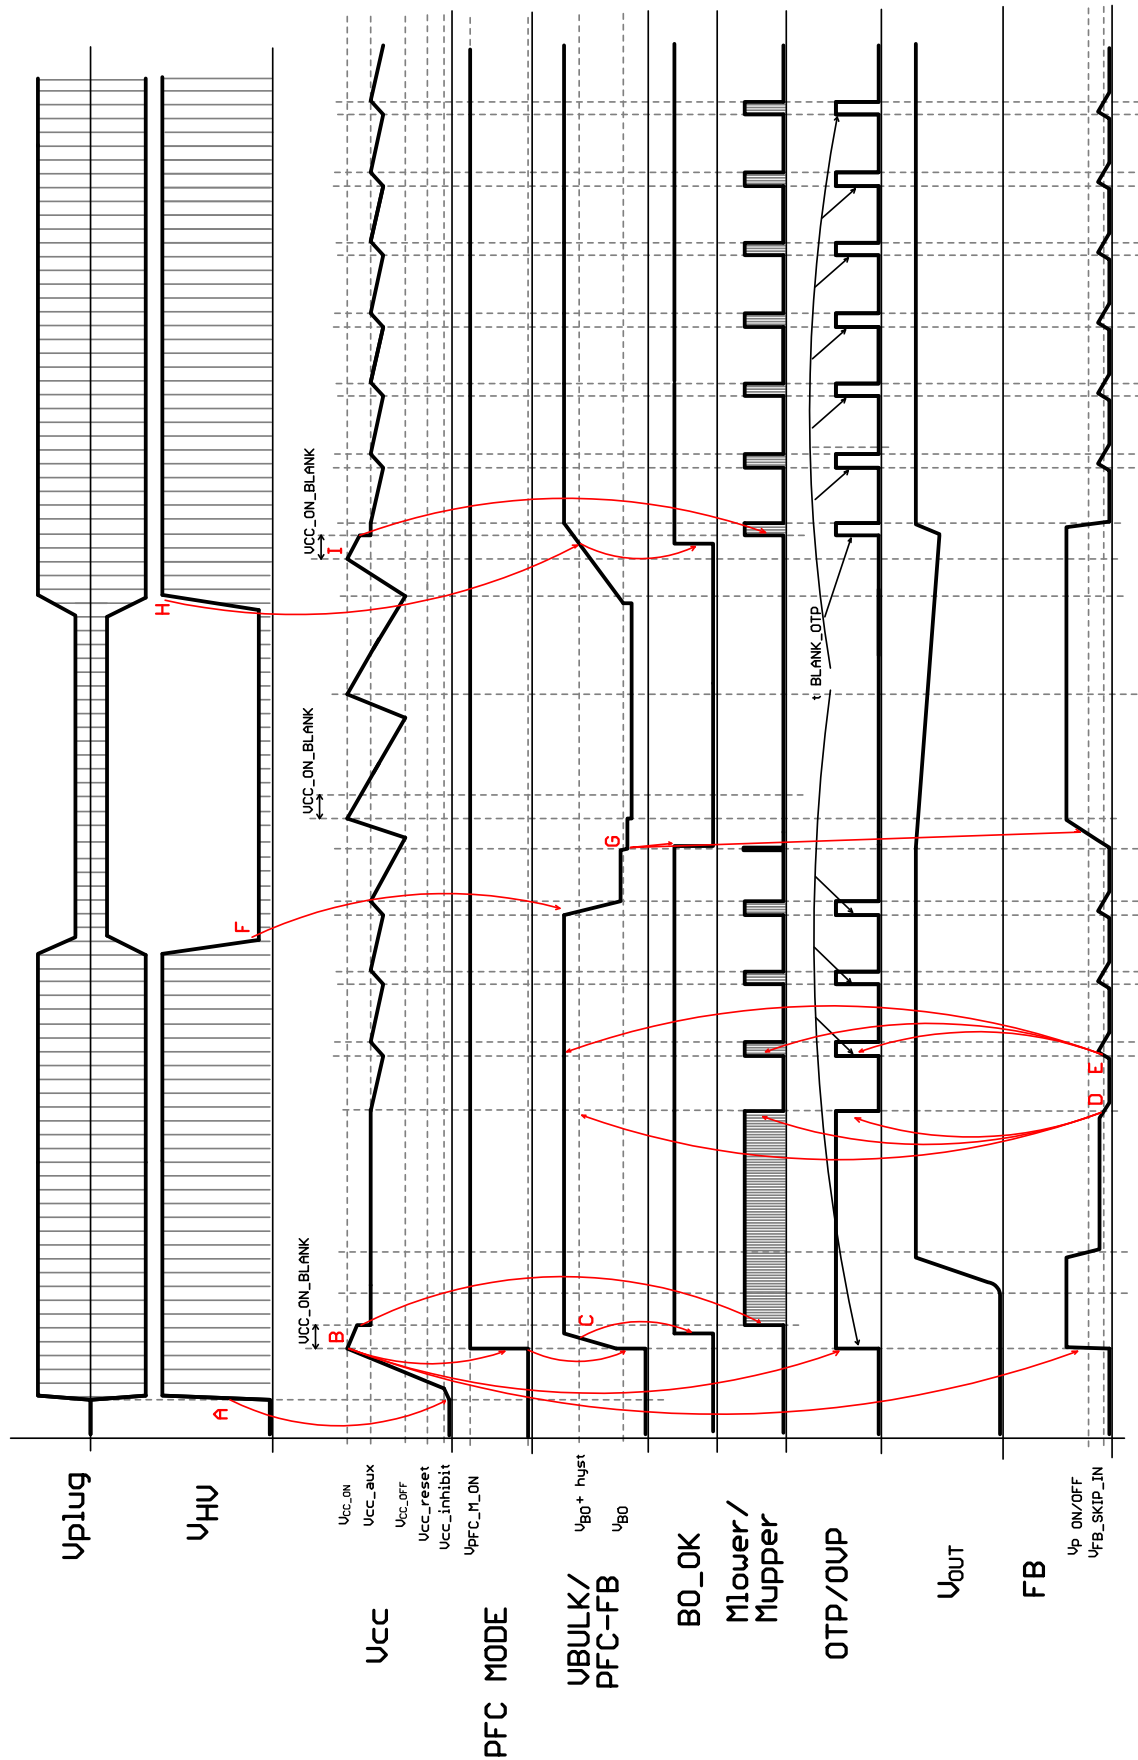 Vplug
VHV
Vcc
VCC_ON
Vcc_aux
VCC_OFF
Vcc_reset
Vcc_inhibit
PFC MODE
VPFC_M_ON
VBULK/
PFC-FB
VBO+ hyst
VBO
BO_OK
Mlower/
Mupper
OTP/OVP
VOUT
FB
VP ON/OFF
VFB_SKIP_IN
VCC_ON_BLANK
VCC_ON_BLANK
VCC_ON_BLANK
t BLANK_OTP
A
B
C
D
E
F
G
H
I